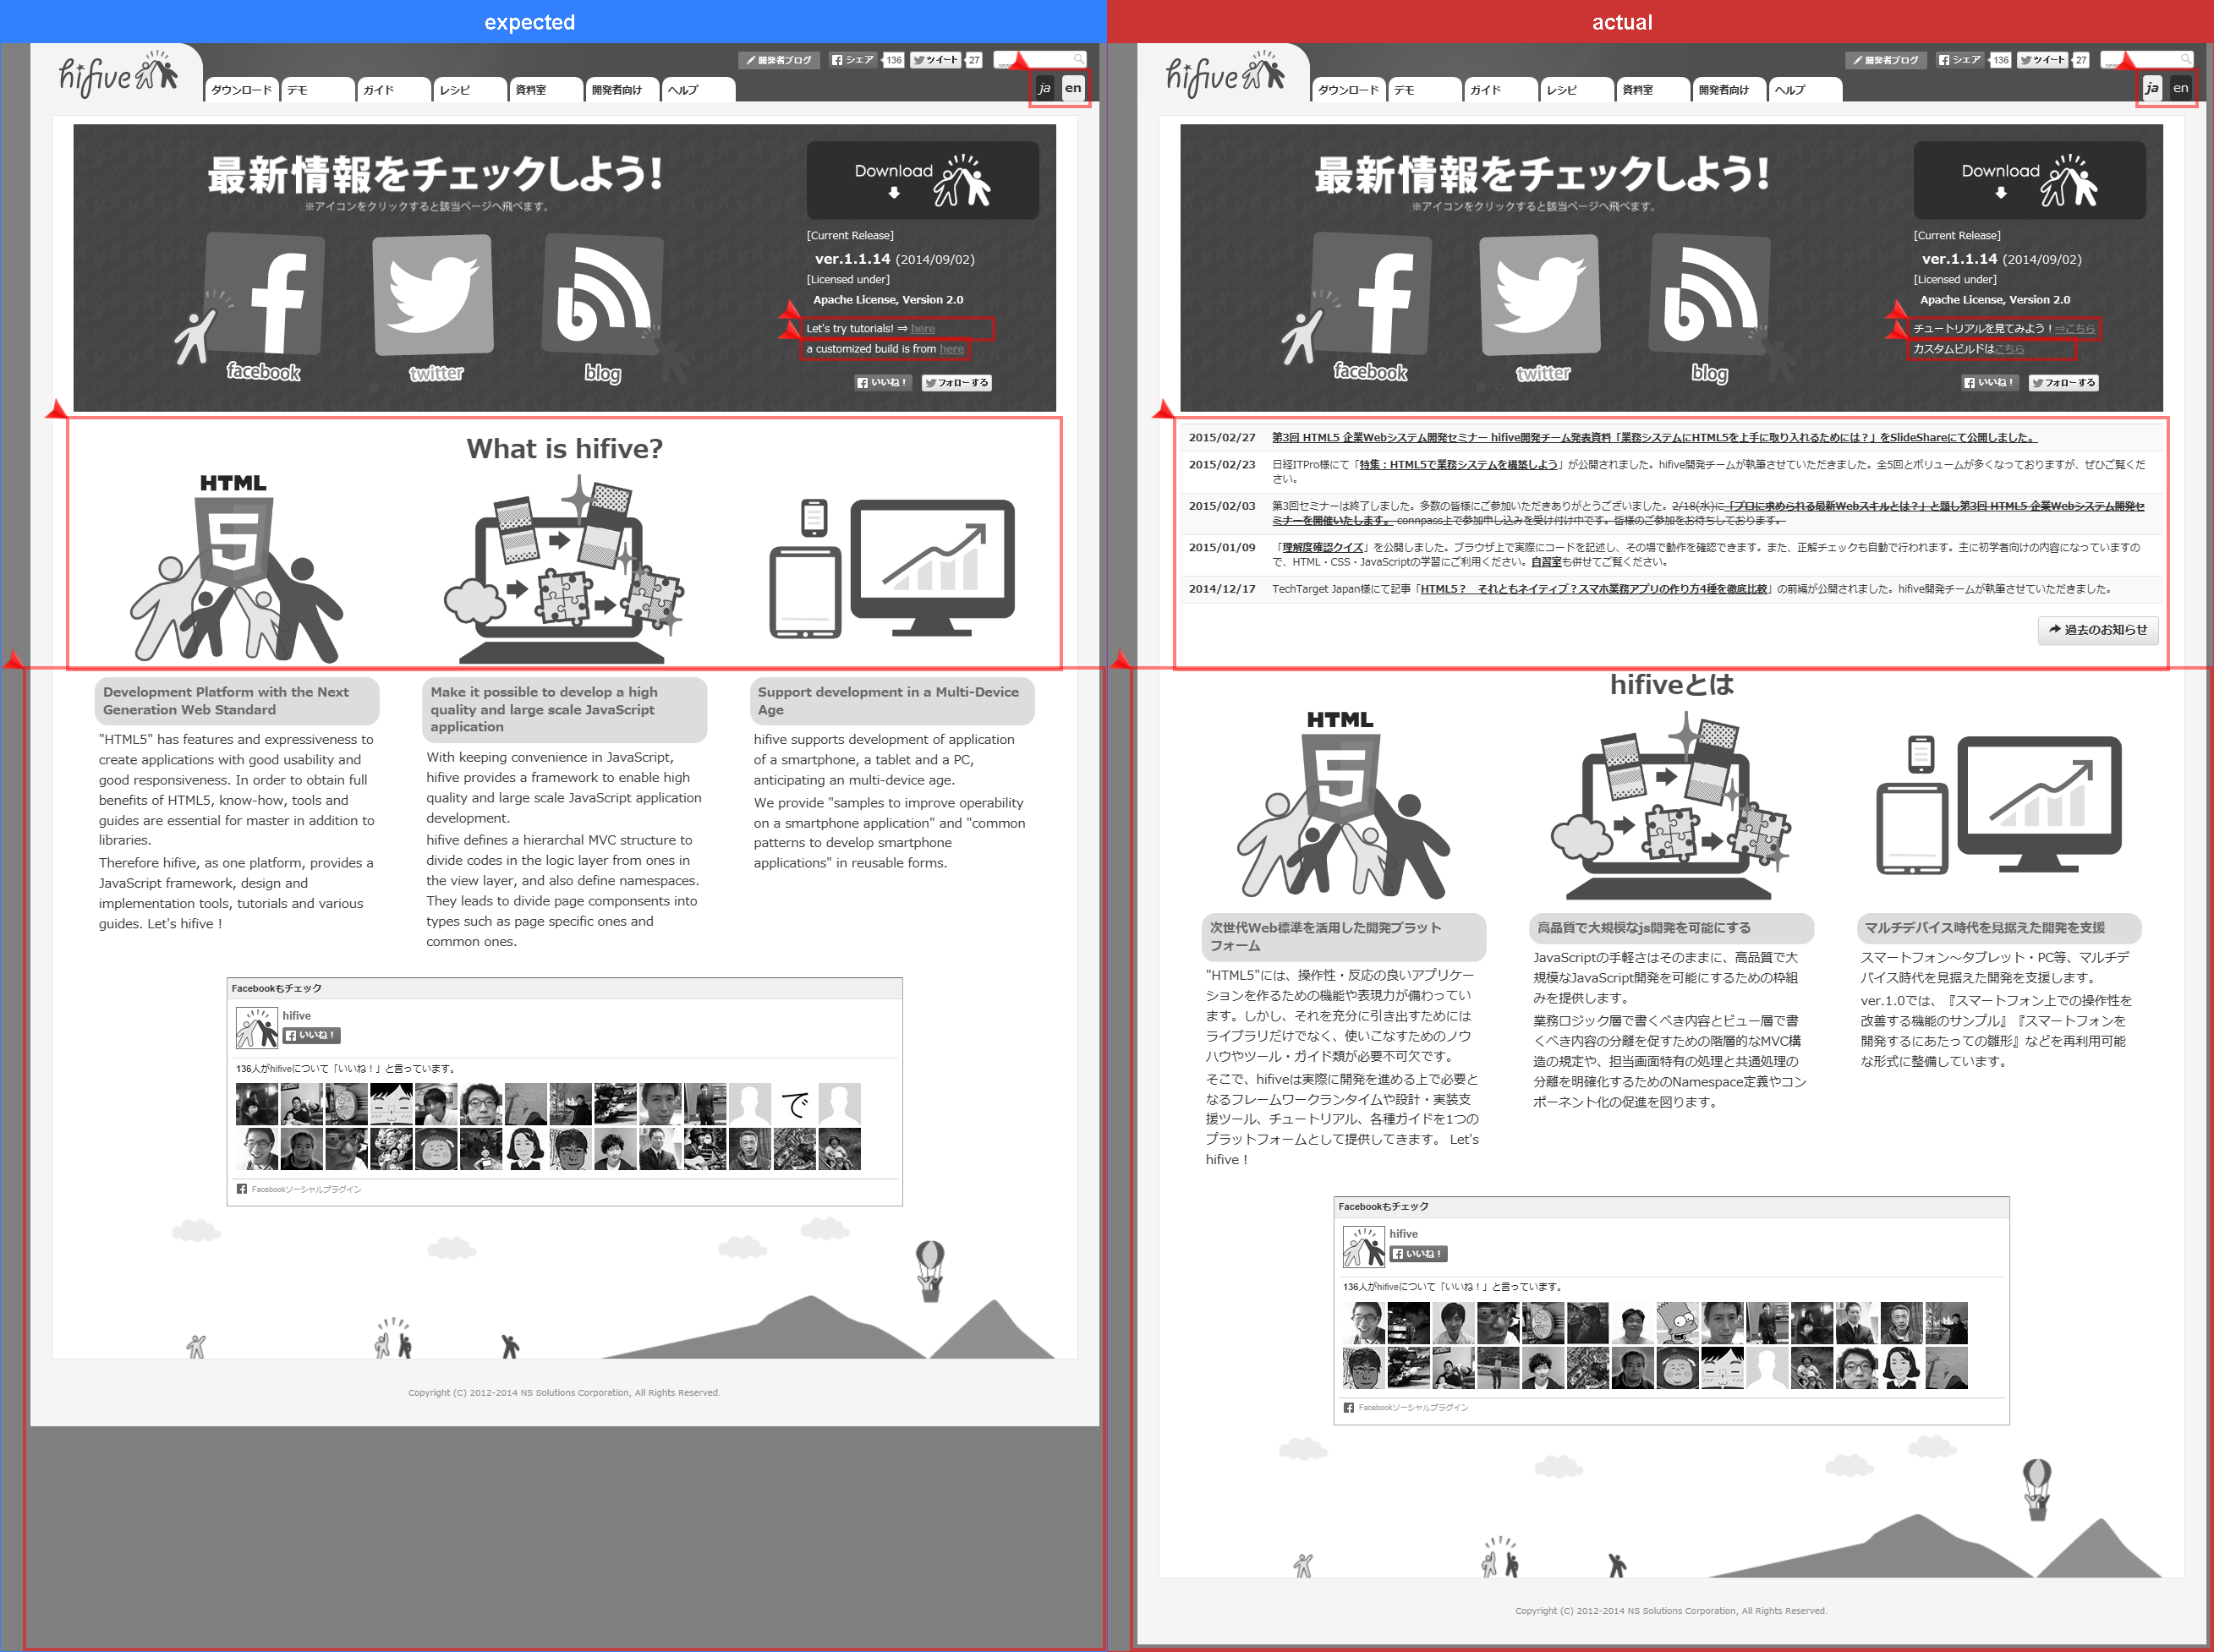 expected
hifive
開発者ブログ
シェア 136
ツイート 27
ダウンロード
デモ
ガイド
レシピ
資料室
開発者向け
ヘルプ
ja en
最新情報をチェックしよう!
※アイコンをクリックすると該当ページへ飛べます。
facebook
twitter
blog
Download
[Current Release]
ver.1.1.14 (2014/09/02)
[Licensed under]
Apache License, Version 2.0
Let's try tutorials! ⇒ here
a customized build is from here
いいね!
フォローする
What is hifive?
HTML
5
Development Platform with the Next
Generation Web Standard
"HTML5" has features and expressiveness to
create applications with good usability and
good responsiveness. In order to obtain full
benefits of HTML5, know-how, tools and
guides are essential for master in addition to
libraries.
Therefore hifive, as one platform, provides a
JavaScript framework, design and
implementation tools, tutorials and various
guides. Let's hifive !
Make it possible to develop a high
quality and large scale JavaScript
application
With keeping convenience in JavaScript,
hifive provides a framework to enable high
quality and large scale JavaScript application
development.
hifive defines a hierarchal MVC structure to
divide codes in the logic layer from ones in
the view layer, and also define namespaces.
They leads to divide page componsents into
types such as page specific ones and
common ones.
Support development in a Multi-Device
Age
hifive supports development of application
of a smartphone, a tablet and a PC,
anticipating an multi-device age.
We provide "samples to improve operability
on a smartphone application" and "common
patterns to develop smartphone
applications" in reusable forms.
Facebookもチェック
hifive
いいね!
136人がhifiveについて「いいね！」と言っています。
で
Facebookソーシャルプラグイン
Copyright (C) 2012-2014 NS Solutions Corporation, All Rights Reserved.
actual
hifive
開発者ブログ
シェア 136
ツイート 27
ダウンロード
デモ
ガイド
レシピ
資料室
開発者向け
ヘルプ
ja en
最新情報をチェックしよう!
※アイコンをクリックすると該当ページへ飛べます。
facebook
twitter
blog
Download
[Current Release]
ver.1.1.14 (2014/09/02)
[Licensed under]
Apache License, Version 2.0
チュートリアルを見てみよう！⇒こちら
カスタムビルドはこちら
いいね!
フォローする
2015/02/27 第3回 HTML5 企業Webシステム開発セミナー hifive開発チーム発表資料「業務システムにHTML5を上手に取り入れるためには？」をSlideShareにて公開しました。
2015/02/23 日経ITPro様にて「特集：HTML5で業務システムを構築しよう」が公開されました。hifive開発チームが執筆させていただきました。全5回とボリュームが多くなっておりますが、ぜひご覧くだ
さい。
2015/02/03 第3回セミナーは終了しました。多数の皆様にご参加いただきありがとうございました。2/18(水)に「プロに求められる最新Webスキルとは？」と題し第3回 HTML5 企業Webシステム開発セ
ミナーを開催いたします。 connpass上で参加申し込みを受け付け中です。皆様のご参加をお待ちしております。
2015/01/09 「理解度確認クイズ」を公開しました。ブラウザ上で実際にコードを記述し、その場で動作を確認できます。また、正解チェックも自動で行われます。主に初学者向けの内容になっていますの
で、HTML・CSS・JavaScriptの学習にご利用ください。自習室も併せてご覧ください。
2014/12/17 TechTarget Japan様にて記事「HTML5？　それともネイティブ？スマホ業務アプリの作り方4種を徹底比較」の前編が公開されました。hifive開発チームが執筆させていただきました。
過去のお知らせ
hifiveとは
HTML
5
次世代Web標準を活用した開発プラット
フォーム
"HTML5"には、操作性・反応の良いアプリケー
ションを作るための機能や表現力が備わってい
ます。しかし、それを充分に引き出すためには
ライブラリだけでなく、使いこなすためのノウ
ハウやツール・ガイド類が必要不可欠です。
そこで、hifiveは実際に開発を進める上で必要と
なるフレームワークランタイムや設計・実装支
援ツール、チュートリアル、各種ガイドを1つの
プラットフォームとして提供してきます。 Let's
hifive !
高品質で大規模なjs開発を可能にする
JavaScriptの手軽さはそのままに、高品質で大
規模なJavaScript開発を可能にするための枠組
みを提供します。
業務ロジック層で書くべき内容とビュー層で書
くべき内容の分離を促すための階層的なMVC構
造の規定や、担当画面特有の処理と共通処理の
分離を明確化するためのNamespace定義やコン
ポーネント化の促進を図ります。
マルチデバイス時代を見据えた開発を支援
スマートフォン～タブレット・PC等、マルチデ
バイス時代を見据えた開発を支援します。
ver.1.0では、『スマートフォン上での操作性を
改善する機能のサンプル』『スマートフォンを
開発するにあたっての雛形』などを再利用可能
な形式に整備しています。
Facebookもチェック
hifive
いいね!
136人がhifiveについて「いいね！」と言っています。
Facebookソーシャルプラグイン
Copyright (C) 2012-2014 NS Solutions Corporation, All Rights Reserved.